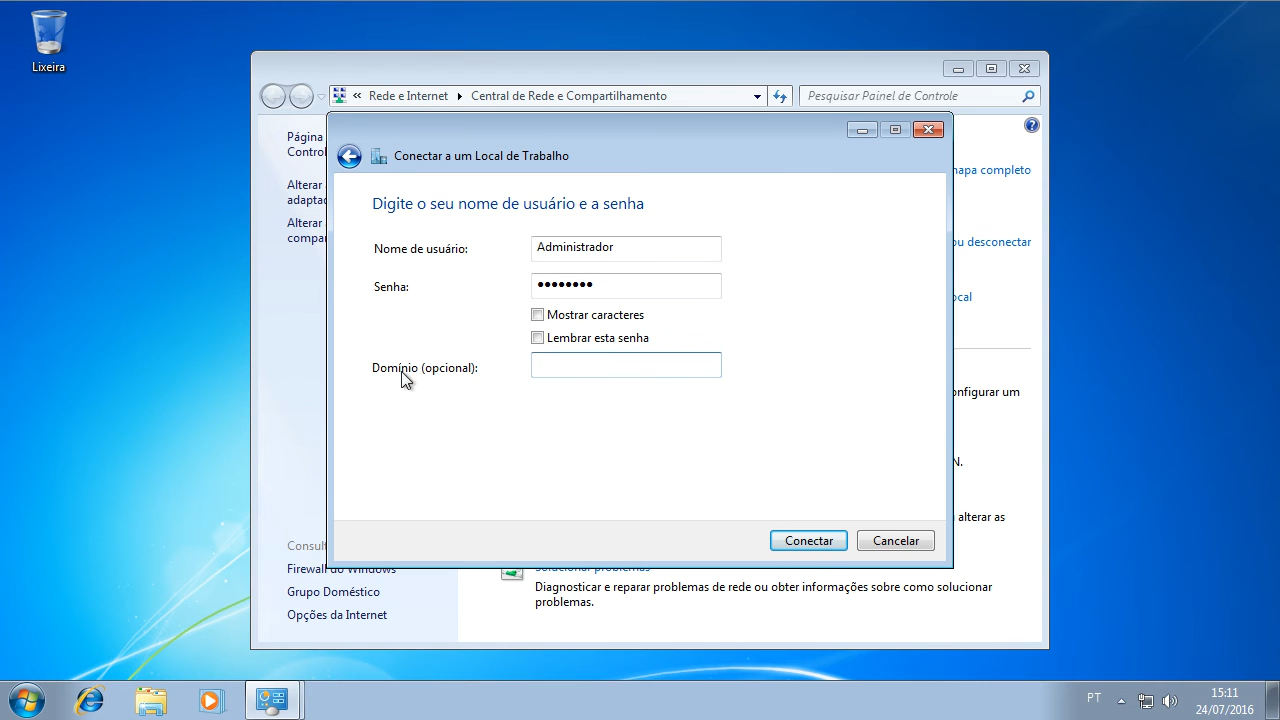 Lixeira
« Rede e Internet ▸ Central de Rede e Compartilhamento
Pesquisar Painel de Controle
Página
Control
Alterar
adaptad
Alterar
compar
Consult
Firewall do Windows
Grupo Doméstico
Opções da Internet
mapa completo
ou desconectar
ocal
onfigurar um
N.
alterar as
Conectar a um Local de Trabalho
Digite o seu nome de usuário e a senha
Nome de usuário:
Administrador
Senha:
••••••••
Mostrar caracteres
Lembrar esta senha
Domínio (opcional):
Conectar
Cancelar
Solucionar problemas
Diagnosticar e reparar problemas de rede ou obter informações sobre como solucionar
problemas.
PT
15:11
24/07/2016